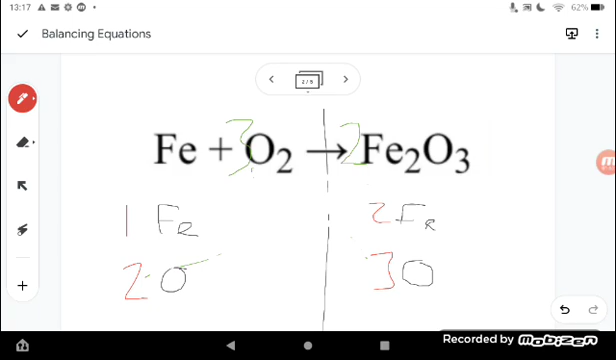 13:17
62%
Balancing Equations
2 / 5
Fe + 3O2 → 2Fe2O3
1 Fe
2 Fe
2 O
3 O
Recorded by mobizen